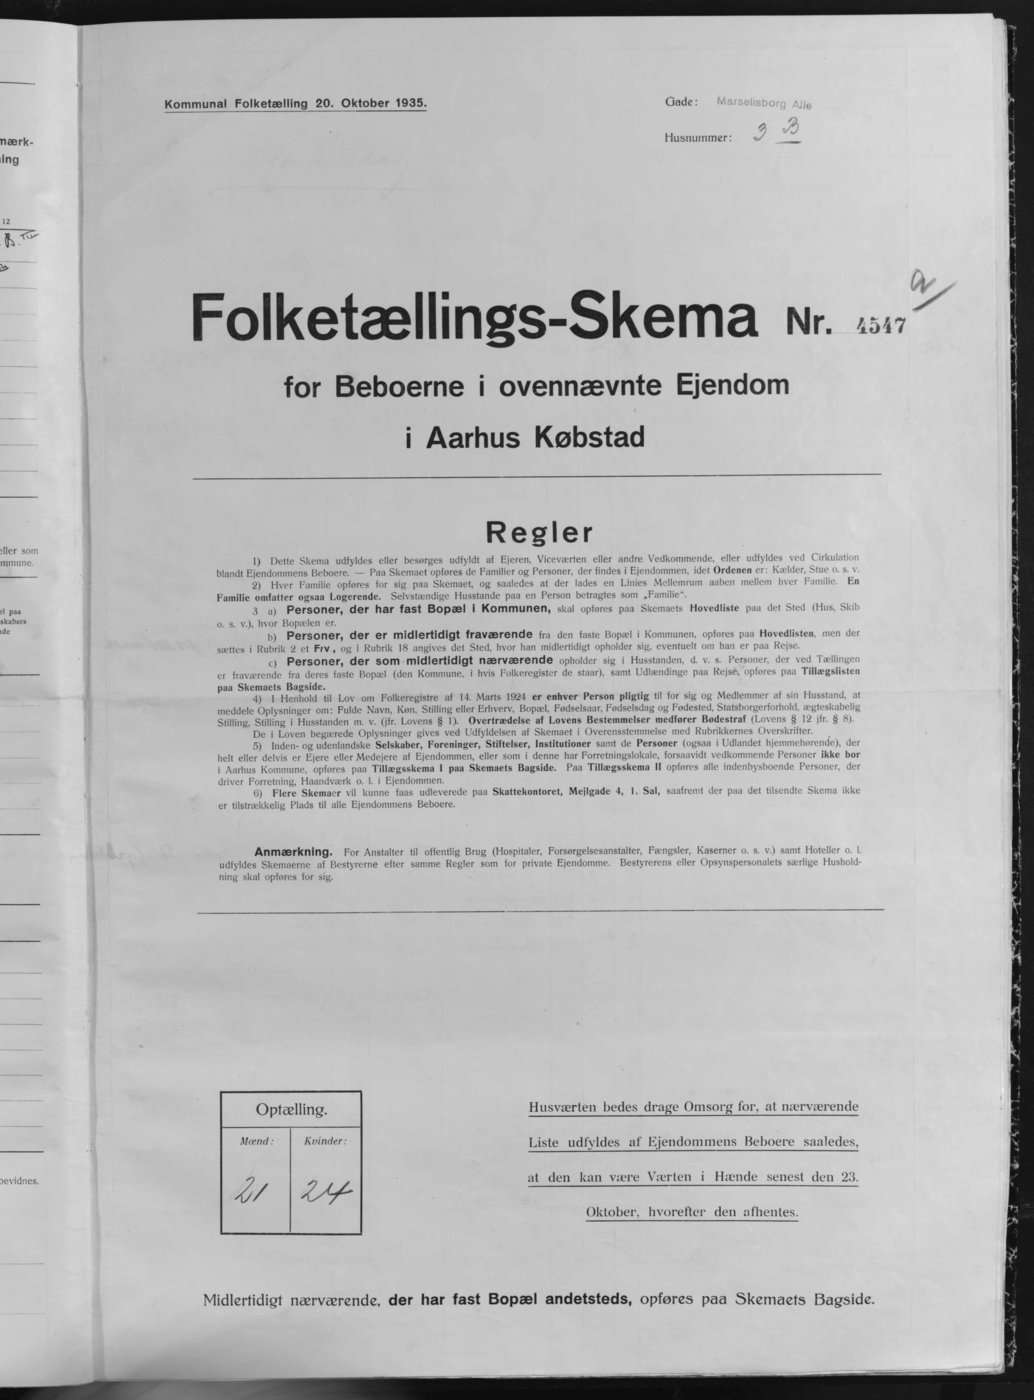 Kommunal Folketælling 20. Oktober 1935.
Gade: Marselisborg Alle
Husnummer: 3 B
Folketællings-Skema Nr. 4547 a
for Beboerne i ovennævnte Ejendom
i Aarhus Købstad
Regler
1) Dette Skema udfyldes eller besørges udfyldt af Ejeren, Viceværten eller andre Vedkommende, eller udfyldes ved Cirkulation
blandt Ejendommens Beboere. — Paa Skemaet opføres de Familier og Personer, der findes i Ejendommen, idet Ordenen er: Kælder, Stue o. s. v.
2) Hver Familie opføres for sig paa Skemaet, og saaledes at der lades en Linies Mellemrum aaben mellem hver Familie. En
Familie omfatter ogsaa Logerende. Selvstændige Husstande paa en Person betragtes som „Familie“.
3 a) Personer, der har fast Bopæl i Kommunen, skal opføres paa Skemaets Hovedliste paa det Sted (Hus, Skib
o. s. v.), hvor Bopælen er.
b) Personer, der er midlertidigt fraværende fra den faste Bopæl i Kommunen, opføres paa Hovedlisten, men der
sættes i Rubrik 2 et Frv., og i Rubrik 18 angives det Sted, hvor han midlertidigt opholder sig, eventuelt om han er paa Rejse.
c) Personer, der som midlertidigt nærværende opholder sig i Husstanden, d. v. s. Personer, der ved Tællingen
er fraværende fra deres faste Bopæl (den Kommune, i hvis Folkeregister de staar), samt Udlændinge paa Rejse, opføres paa Tillægslisten
paa Skemaets Bagside.
4) I Henhold til Lov om Folkeregistre af 14. Marts 1924 er enhver Person pligtig til for sig og Medlemmer af sin Husstand, at
meddele Oplysninger om: Fulde Navn, Køn, Stilling eller Erhverv, Bopæl, Fødselsaar, Fødselsdag og Fødested, Statsborgerforhold, ægteskabelig
Stilling, Stilling i Husstanden m. v. (jfr. Lovens § 1). Overtrædelse af Lovens Bestemmelser medfører Bødestraf (Lovens § 12 jfr. § 8).
De i Loven begærede Oplysninger gives ved Udfyldelsen af Skemaet i Overensstemmelse med Rubrikkernes Overskrifter.
5) Inden- og udenlandske Selskaber, Foreninger, Stiftelser, Institutioner samt de Personer (ogsaa i Udlandet hjemmehørende), der
helt eller delvis er Ejere eller Medejere af Ejendommen, eller som i denne har Forretningslokale, forsaavidt vedkommende Personer ikke bor
i Aarhus Kommune, opføres paa Tillægsskema I paa Skemaets Bagside. Paa Tillægsskema II opføres alle indenbysboende Personer, der
driver Forretning, Haandværk o. l. i Ejendommen.
6) Flere Skemaer vil kunne faas udleverede paa Skattekontoret, Mejlgade 4, 1. Sal, saafremt der paa det tilsendte Skema ikke
er tilstrækkelig Plads til alle Ejendommens Beboere.
Anmærkning. For Anstalter til offentlig Brug (Hospitaler, Forsørgelsesanstalter, Fængsler, Kaserner o. s. v.) samt Hoteller o. l.
udfyldes Skemaerne af Bestyrerne efter samme Regler som for private Ejendomme. Bestyrerens eller Opsynspersonalets særlige Hushold-
ning skal opføres for sig.
Optælling.
Mænd: Kvinder:
21 24
Husværten bedes drage Omsorg for, at nærværende
Liste udfyldes af Ejendommens Beboere saaledes,
at den kan være Værten i Hænde senest den 23.
Oktober, hvorefter den afhentes.
Midlertidigt nærværende, der har fast Bopæl andetsteds, opføres paa Skemaets Bagside.